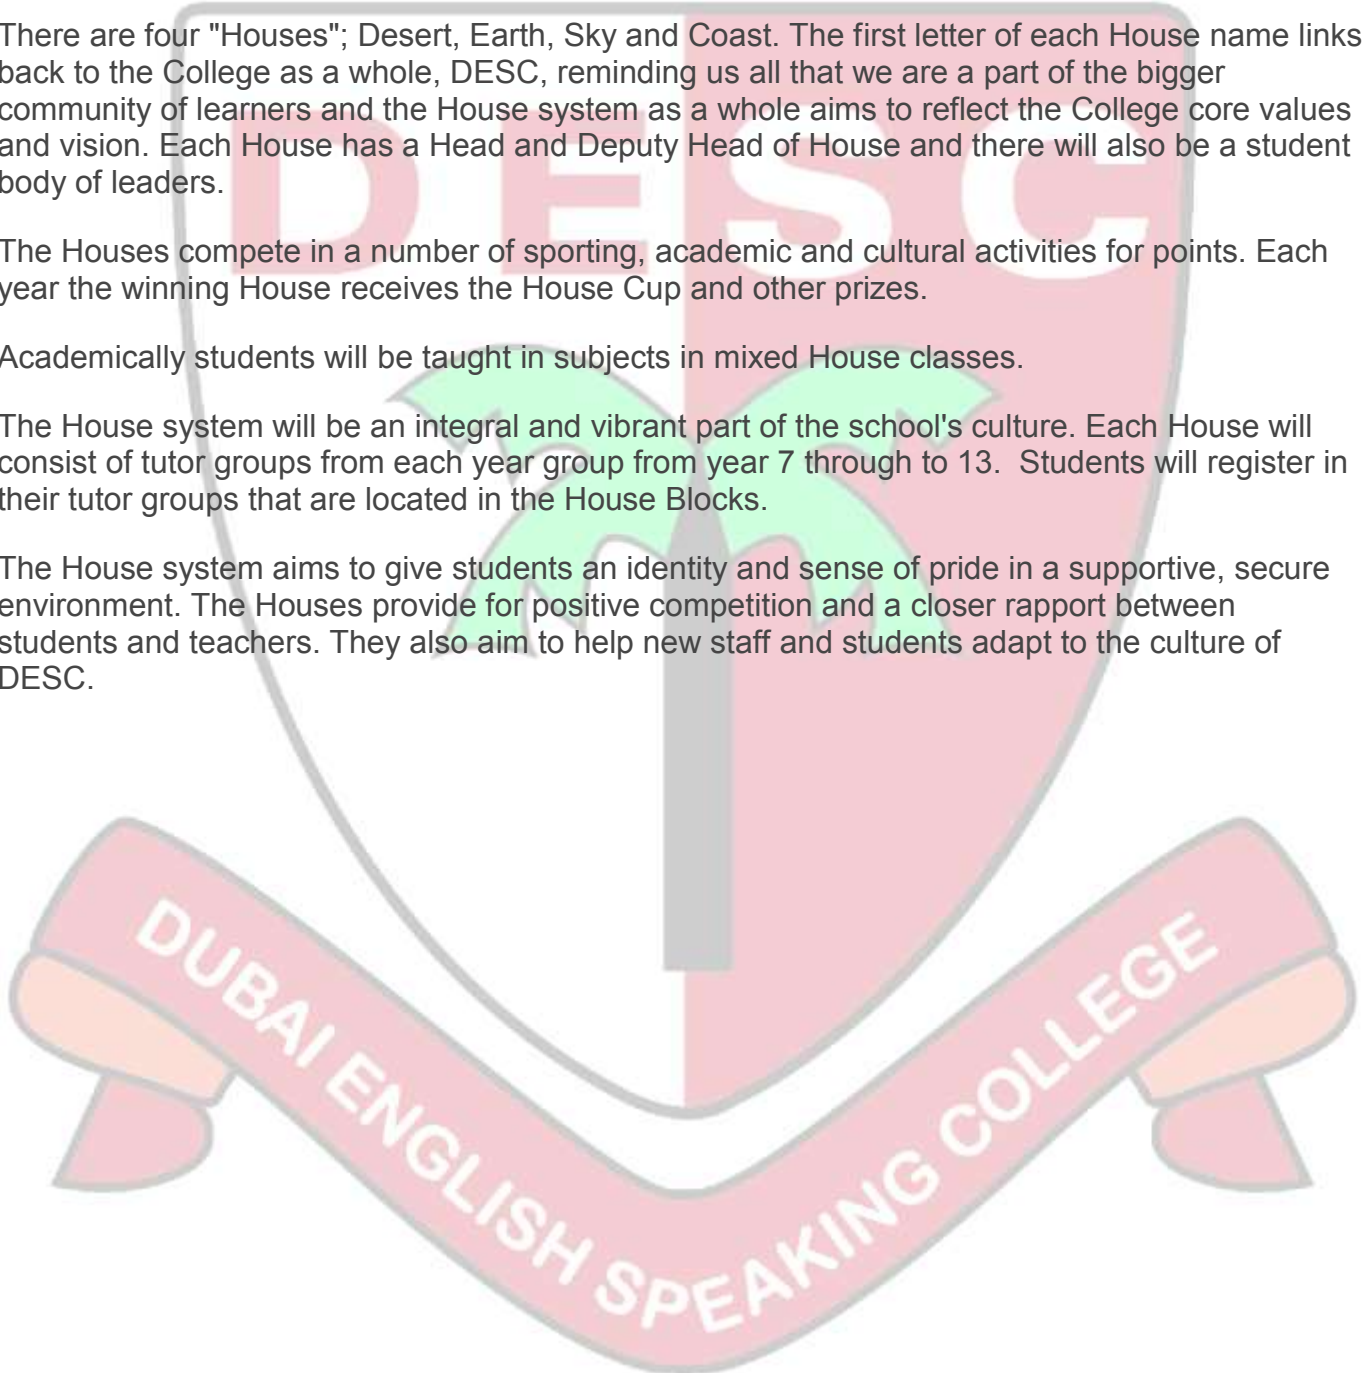 There are four "Houses"; Desert, Earth, Sky and Coast. The first letter of each House name links
back to the College as a whole, DESC, reminding us all that we are a part of the bigger
community of learners and the House system as a whole aims to reflect the College core values
and vision. Each House has a Head and Deputy Head of House and there will also be a student
body of leaders.
The Houses compete in a number of sporting, academic and cultural activities for points. Each
year the winning House receives the House Cup and other prizes.
Academically students will be taught in subjects in mixed House classes.
The House system will be an integral and vibrant part of the school's culture. Each House will
consist of tutor groups from each year group from year 7 through to 13.  Students will register in
their tutor groups that are located in the House Blocks.
The House system aims to give students an identity and sense of pride in a supportive, secure
environment. The Houses provide for positive competition and a closer rapport between
students and teachers. They also aim to help new staff and students adapt to the culture of
DESC.
DESC
DUBAI ENGLISH SPEAKING COLLEGE